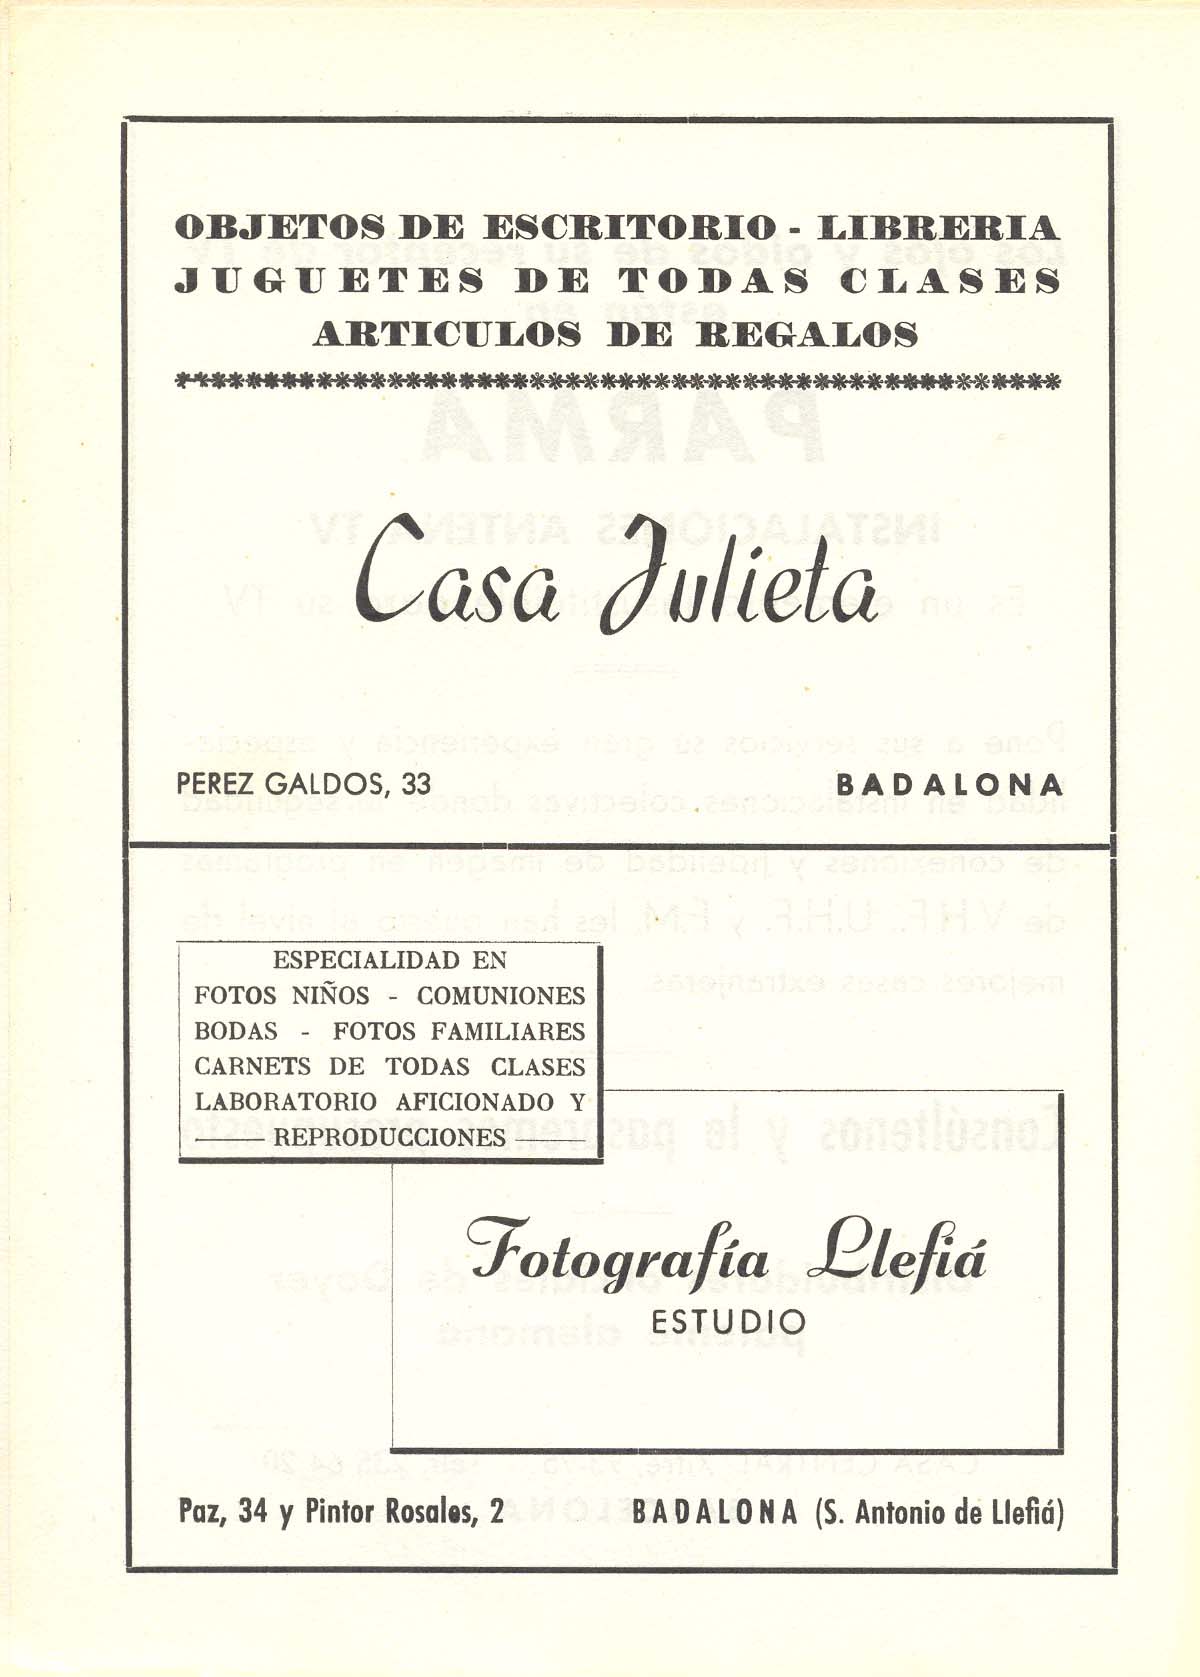 OBJETOS DE ESCRITORIO - LIBRERIA
JUGUETES DE TODAS CLASES
ARTICULOS DE REGALOS
Casa Julieta
PEREZ GALDOS, 33 BADALONA
ESPECIALIDAD EN
FOTOS NIÑOS - COMUNIONES
BODAS - FOTOS FAMILIARES
CARNETS DE TODAS CLASES
LABORATORIO AFICIONADO Y
REPRODUCCIONES
Fotografía Llefiá
ESTUDIO
Paz, 34 y Pintor Rosales, 2 BADALONA (S. Antonio de Llefiá)